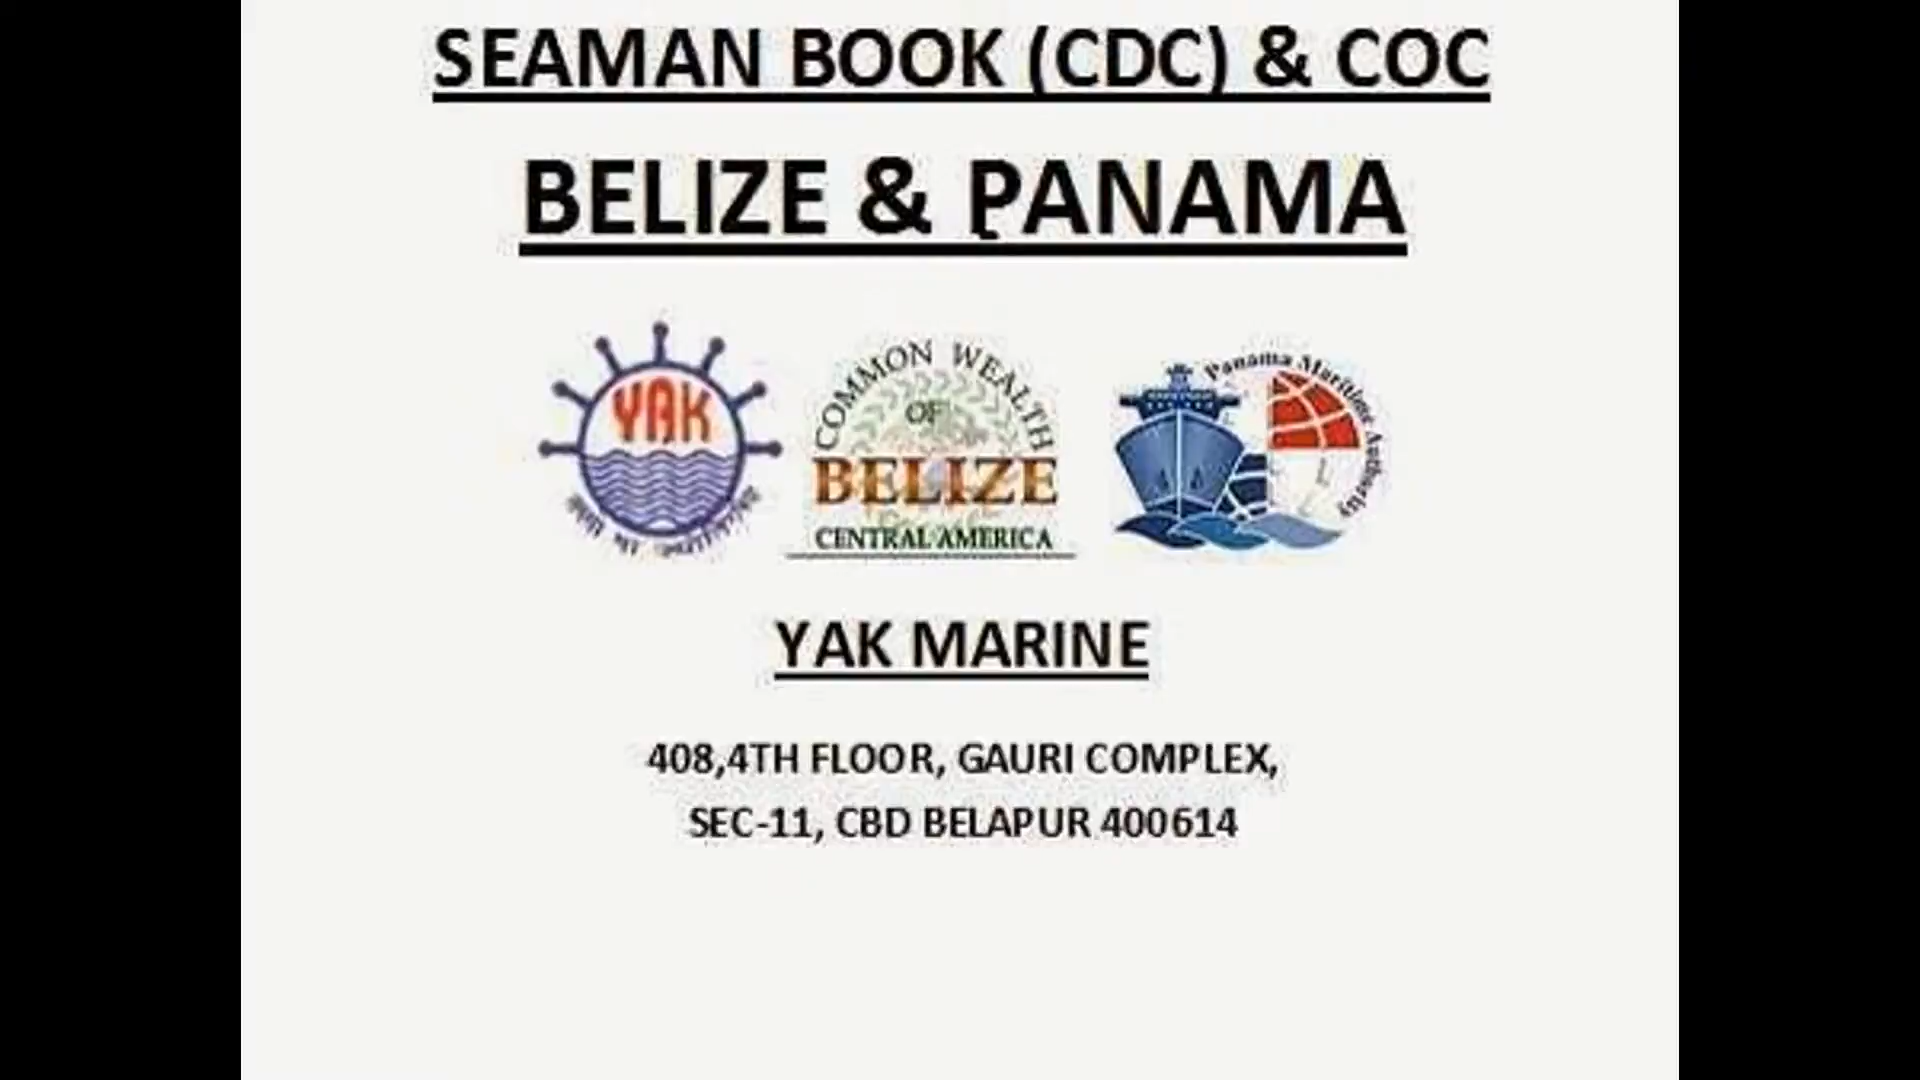 SEAMAN BOOK (CDC) & COC
BELIZE & PANAMA
YAK
COMMON WEALTH
OF
BELIZE
CENTRAL AMERICA
Panama Maritime Authority
YAK MARINE
408,4TH FLOOR, GAURI COMPLEX,
SEC-11, CBD BELAPUR 400614